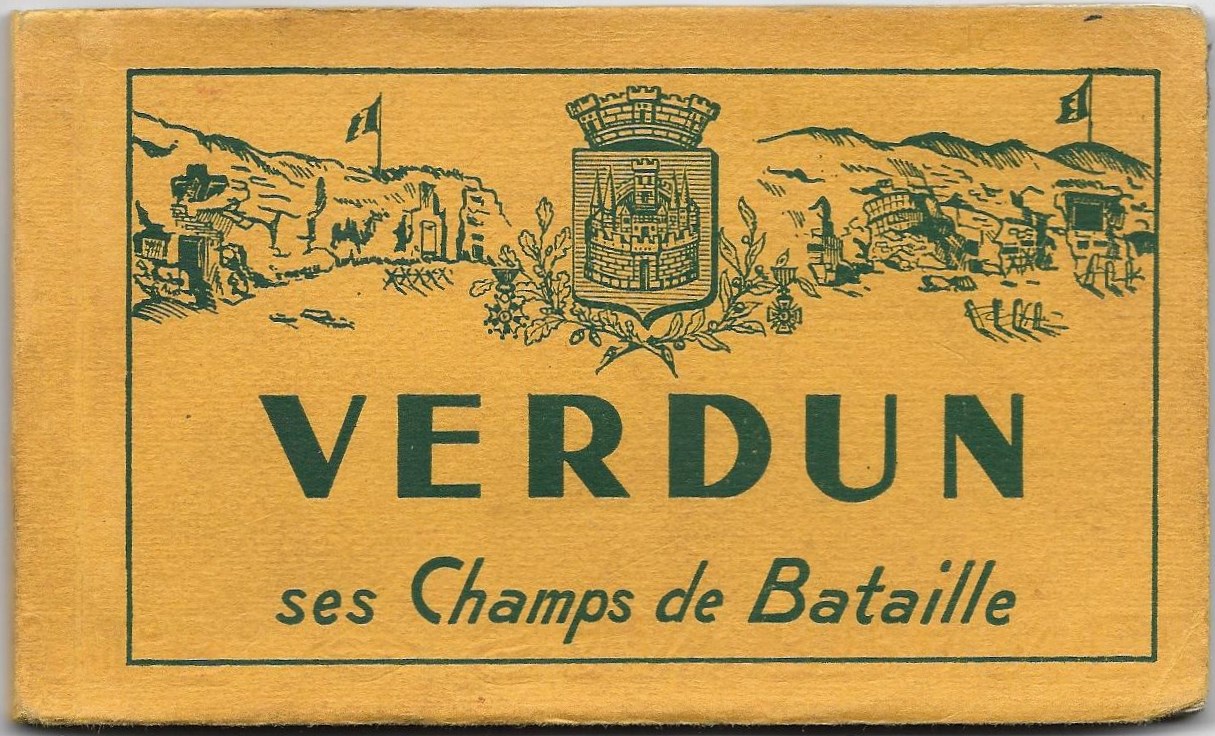 VERDUN
ses Champs de Bataille